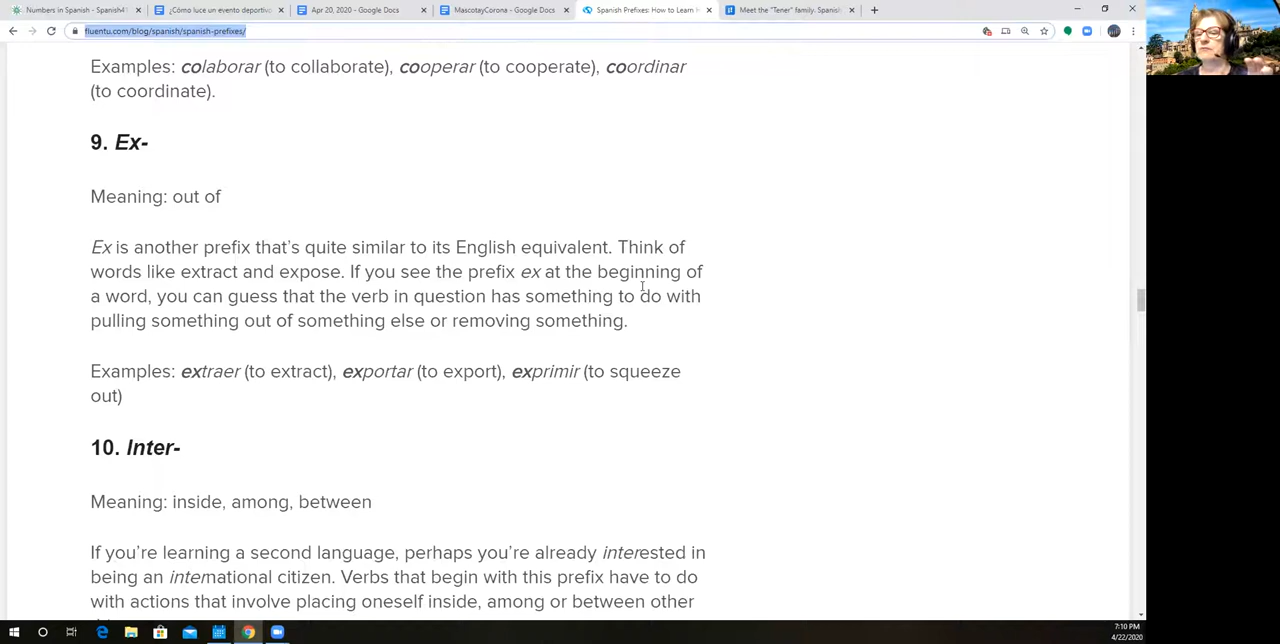 Numbers in Spanish - Spanish4
¿Cómo luce un evento deportiv
Apr 20, 2020 - Google Docs
MascotayCorona - Google Docs
Spanish Prefixes: How to Learn H
Meet the "Tener" family. Spanish
fluentu.com/blog/spanish/spanish-prefixes/
Examples: colaborar (to collaborate), cooperar (to cooperate), coordinar
(to coordinate).
9. Ex-
Meaning: out of
Ex is another prefix that's quite similar to its English equivalent. Think of
words like extract and expose. If you see the prefix ex at the beginning of
a word, you can guess that the verb in question has something to do with
pulling something out of something else or removing something.
Examples: extraer (to extract), exportar (to export), exprimir (to squeeze
out)
10. Inter-
Meaning: inside, among, between
If you're learning a second language, perhaps you're already interested in
being an international citizen. Verbs that begin with this prefix have to do
with actions that involve placing oneself inside, among or between other
7:10 PM
4/22/2020